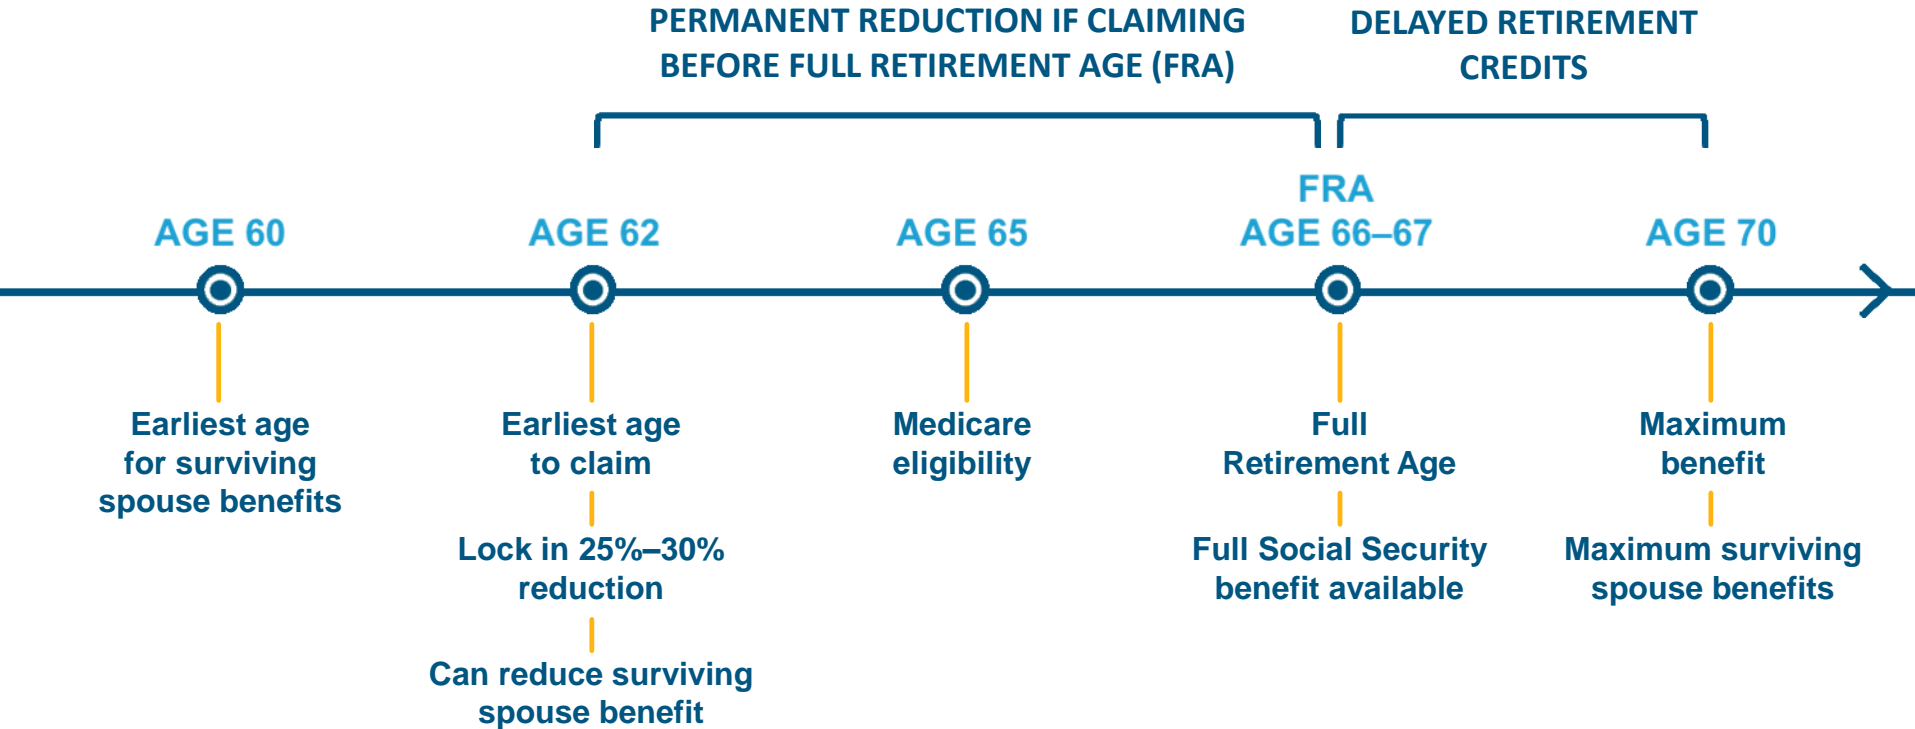 PERMANENT REDUCTION IF CLAIMING
BEFORE FULL RETIREMENT AGE (FRA)
DELAYED RETIREMENT
CREDITS
AGE 60
AGE 62
AGE 65
FRA
AGE 66–67
AGE 70
Earliest age
for surviving
spouse benefits
Earliest age
to claim
Lock in 25%–30%
reduction
Can reduce surviving
spouse benefit
Medicare
eligibility
Full
Retirement Age
Full Social Security
benefit available
Maximum
benefit
Maximum surviving
spouse benefits